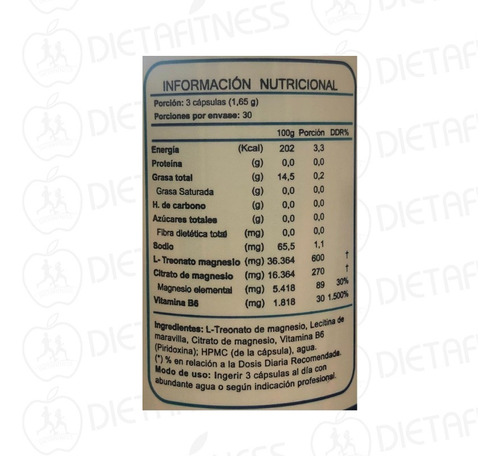 DIETAFITNESS
INFORMACIÓN NUTRICIONAL
Porción: 3 cápsulas (1,65 g)
Porciones por envase: 30
100g Porción DDR%
Energía (Kcal) 202 3,3
Proteína (g) 0,0 0,0
Grasa total (g) 14,5 0,2
Grasa Saturada (g) 0,0 0,0
H. de carbono (g) 0,0 0,0
Azúcares totales (g) 0,0 0,0
Fibra dietética total (mg) 0,0 0,0
Sodio (mg) 65,5 1,1
L- Treonato magnesio (mg) 36.364 600 †
Citrato de magnesio (mg) 16.364 270 †
Magnesio elemental (mg) 5.418 89 30%
Vitamina B6 (mg) 1.818 30 1.500%
Ingredientes: L-Treonato de magnesio, Lecitina de
maravilla, Citrato de magnesio, Vitamina B6
(Piridoxina); HPMC (de la cápsula), agua.
(*) % en relación a la Dosis Diaria Recomendada.
Modo de uso: Ingerir 3 cápsulas al día con
abundante agua o según indicación profesional.